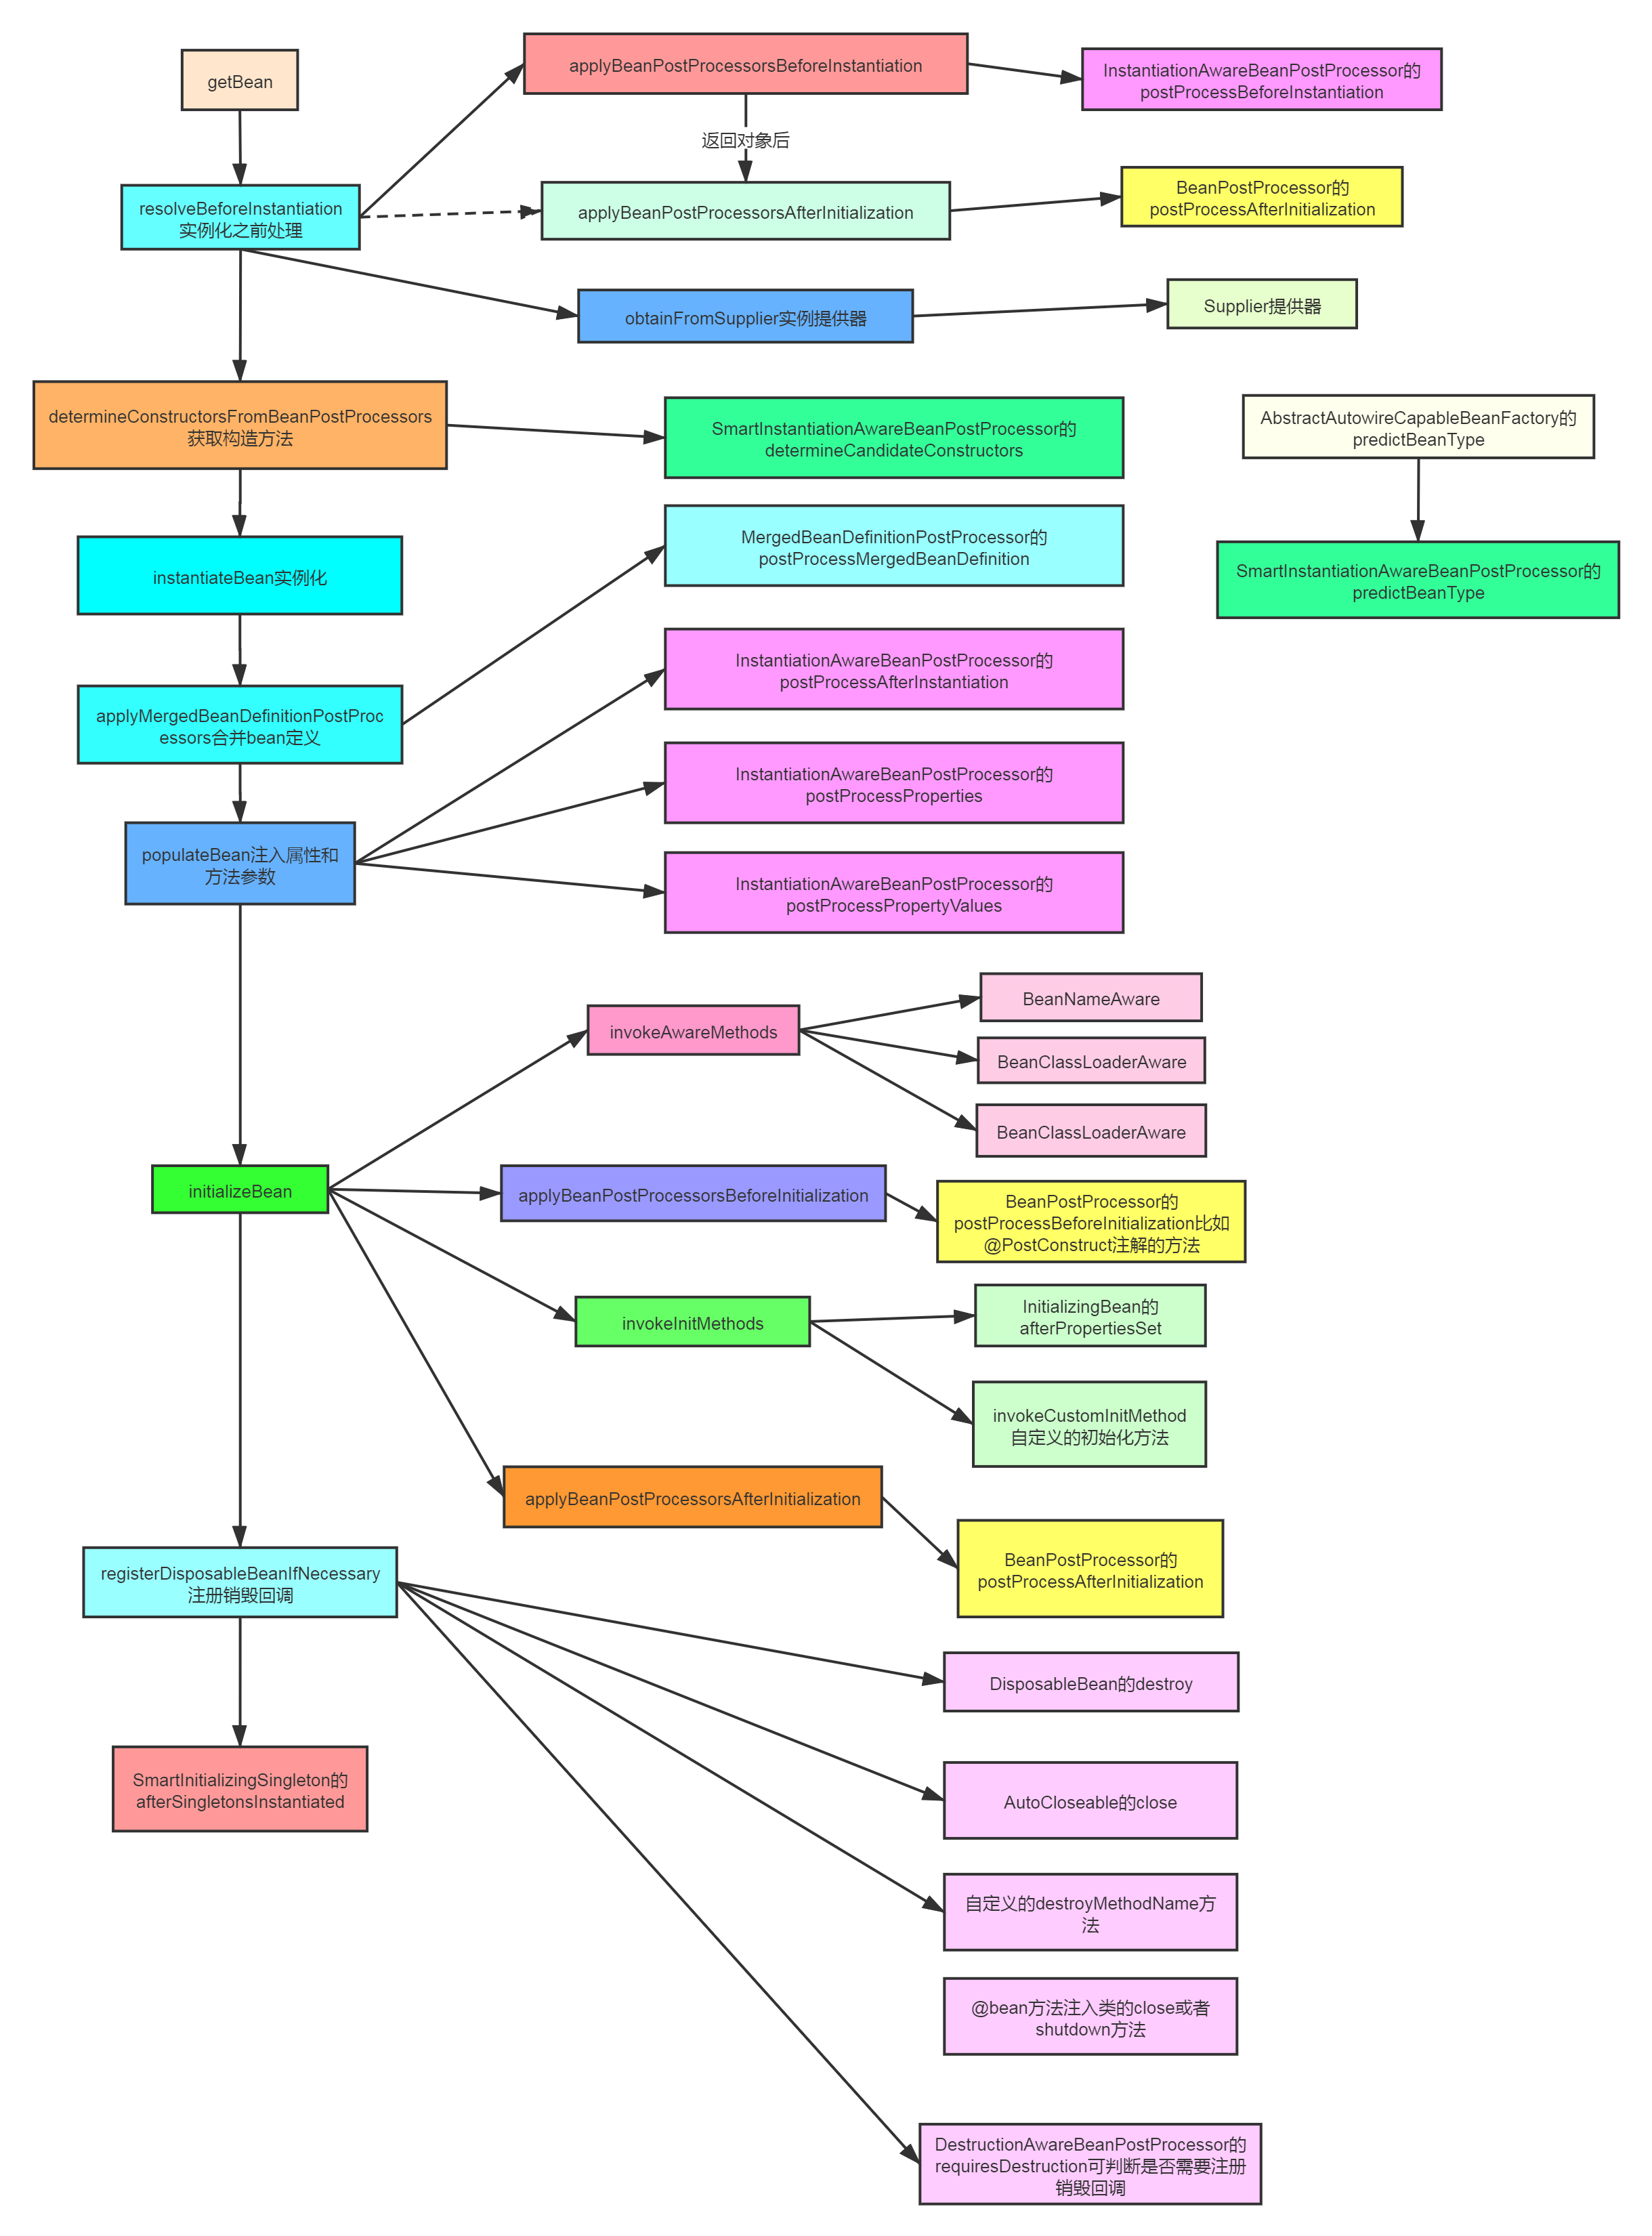 getBean
applyBeanPostProcessorsBeforeInstantiation
InstantiationAwareBeanPostProcessor的
postProcessBeforeInstantiation
返回对象后
resolveBeforeInstantiation
实例化之前处理
applyBeanPostProcessorsAfterInitialization
BeanPostProcessor的
postProcessAfterInitialization
obtainFromSupplier实例提供器
Supplier提供器
determineConstructorsFromBeanPostProcessors
获取构造方法
SmartInstantiationAwareBeanPostProcessor的
determineCandidateConstructors
AbstractAutowireCapableBeanFactory的
predictBeanType
instantiateBean实例化
MergedBeanDefinitionPostProcessor的
postProcessMergedBeanDefinition
SmartInstantiationAwareBeanPostProcessor的
predictBeanType
applyMergedBeanDefinitionPostProc
essors合并bean定义
InstantiationAwareBeanPostProcessor的
postProcessAfterInstantiation
InstantiationAwareBeanPostProcessor的
postProcessProperties
populateBean注入属性和
方法参数
InstantiationAwareBeanPostProcessor的
postProcessPropertyValues
invokeAwareMethods
BeanNameAware
BeanClassLoaderAware
BeanClassLoaderAware
initializeBean
applyBeanPostProcessorsBeforeInitialization
BeanPostProcessor的
postProcessBeforeInitialization比如
@PostConstruct注解的方法
invokeInitMethods
InitializingBean的
afterPropertiesSet
invokeCustomInitMethod
自定义的初始化方法
applyBeanPostProcessorsAfterInitialization
BeanPostProcessor的
postProcessAfterInitialization
registerDisposableBeanIfNecessary
注册销毁回调
DisposableBean的destroy
SmartInitializingSingleton的
afterSingletonsInstantiated
AutoCloseable的close
自定义的destroyMethodName方
法
@bean方法注入类的close或者
shutdown方法
DestructionAwareBeanPostProcessor的
requiresDestruction可判断是否需要注册
销毁回调